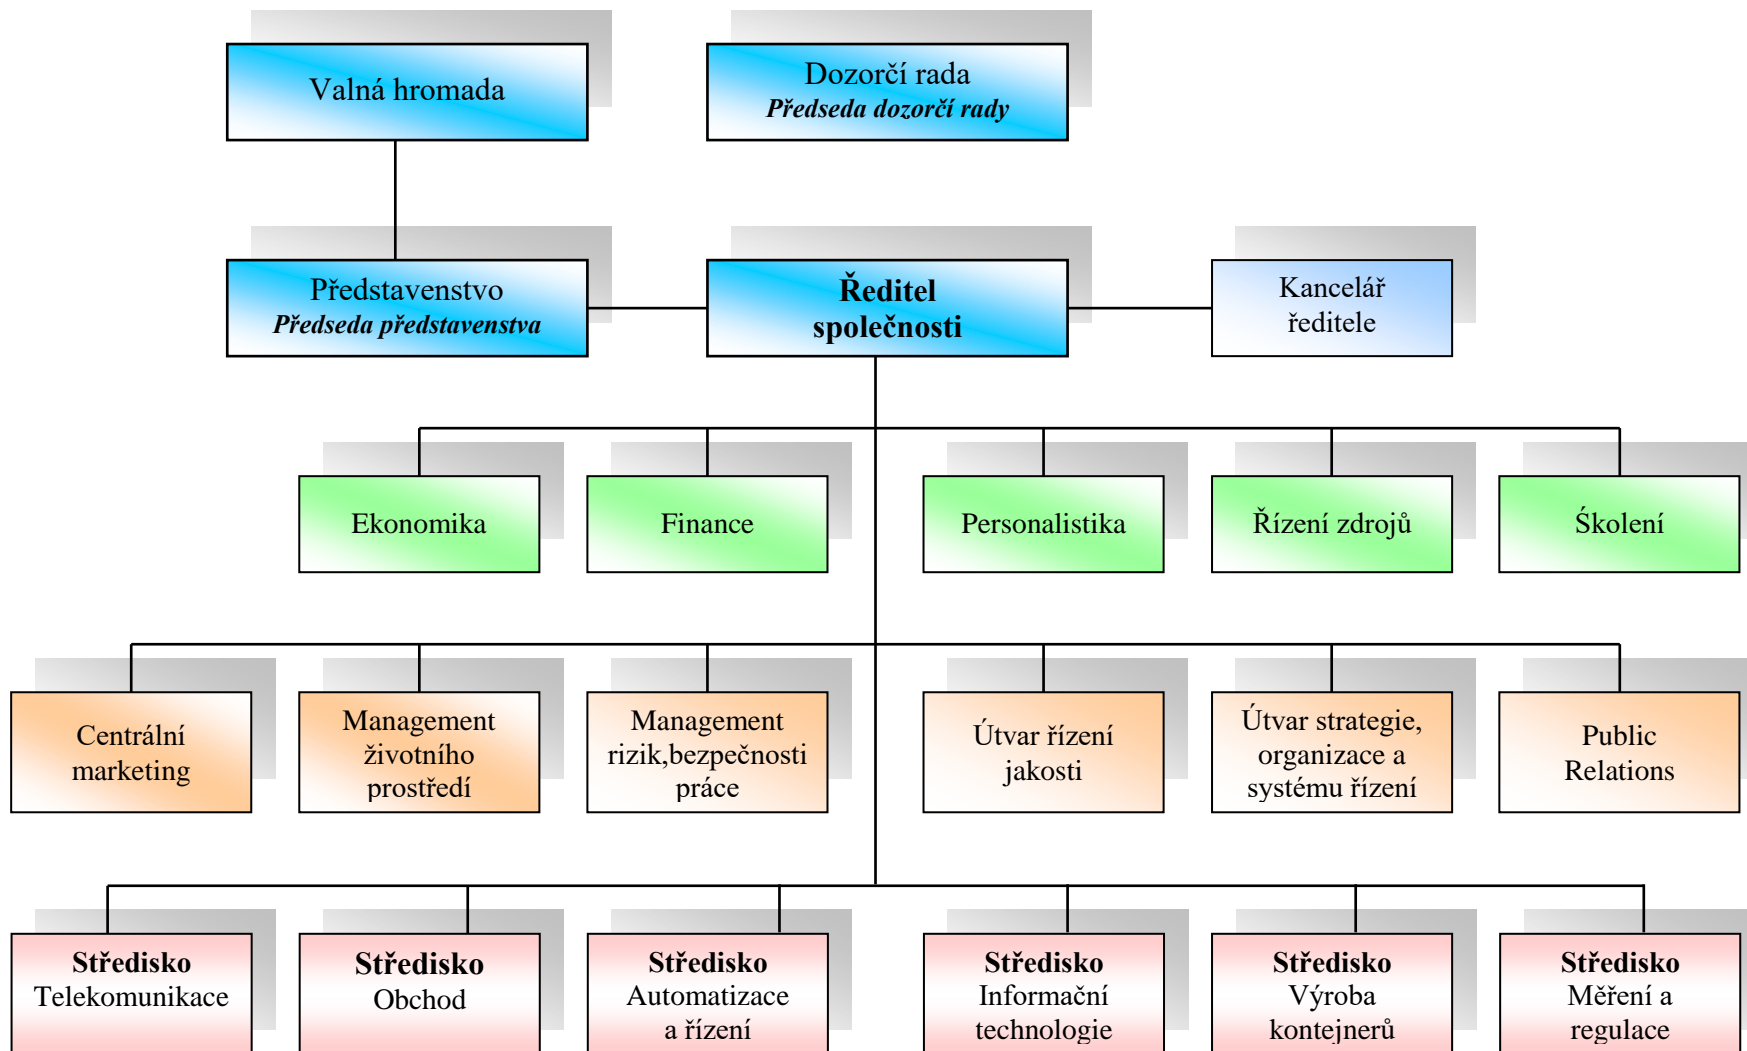 Valná hromada
Dozorčí rada
Předseda dozorčí rady
Představenstvo
Předseda představenstva
Ředitel
společnosti
Kancelář
ředitele
Ekonomika
Finance
Personalistika
Řízení zdrojů
Śkolení
Centrální
marketing
Management
životního
prostředí
Management
rizik,bezpečnosti
práce
Útvar řízení
jakosti
Útvar strategie,
organizace a
systému řízení
Public
Relations
Středisko
Telekomunikace
Středisko
Obchod
Středisko
Automatizace
a řízení
Středisko
Informační
technologie
Středisko
Výroba
kontejnerů
Středisko
Měření a
regulace